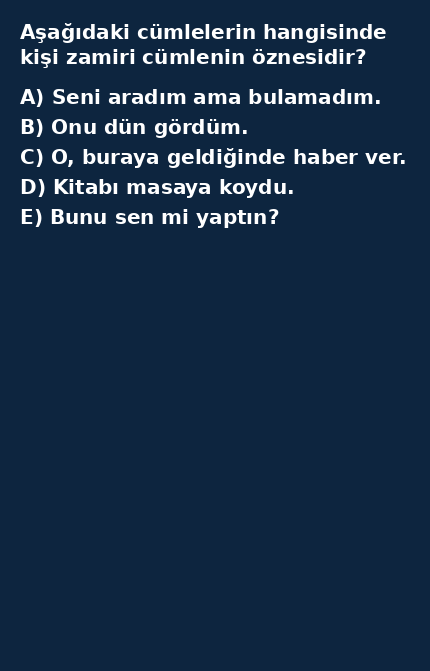 Aşağıdaki cümlelerin hangisinde
kişi zamiri cümlenin öznesidir?
A) Seni aradım ama bulamadım.
B) Onu dün gördüm.
C) O, buraya geldiğinde haber ver.
D) Kitabı masaya koydu.
E) Bunu sen mi yaptın?